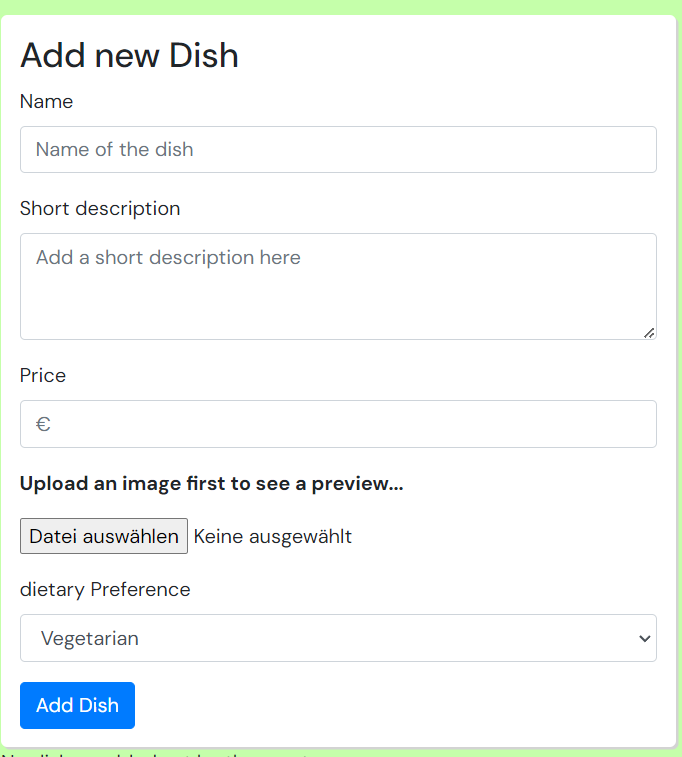 Add new Dish
Name
Name of the dish
Short description
Add a short description here
Price
€
Upload an image first to see a preview...
Datei auswählen Keine ausgewählt
dietary Preference
Vegetarian
Add Dish